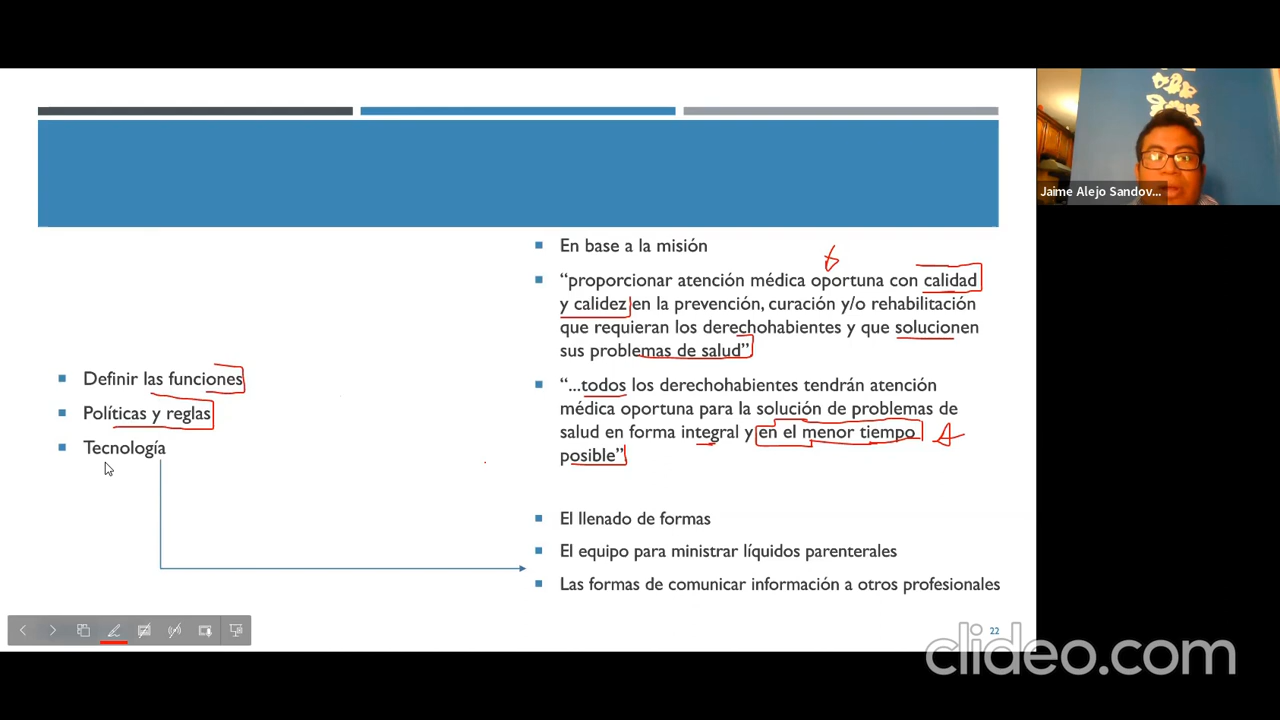 En base a la misión
“proporcionar atención médica oportuna con calidad
y calidez en la prevención, curación y/o rehabilitación
que requieran los derechohabientes y que solucionen
sus problemas de salud”
“...todos los derechohabientes tendrán atención
médica oportuna para la solución de problemas de
salud en forma integral y en el menor tiempo
posible”
Definir las funciones
Políticas y reglas
Tecnología
El llenado de formas
El equipo para ministrar líquidos parenterales
Las formas de comunicar información a otros profesionales
22
Jaime Alejo Sandov...
clideo.com